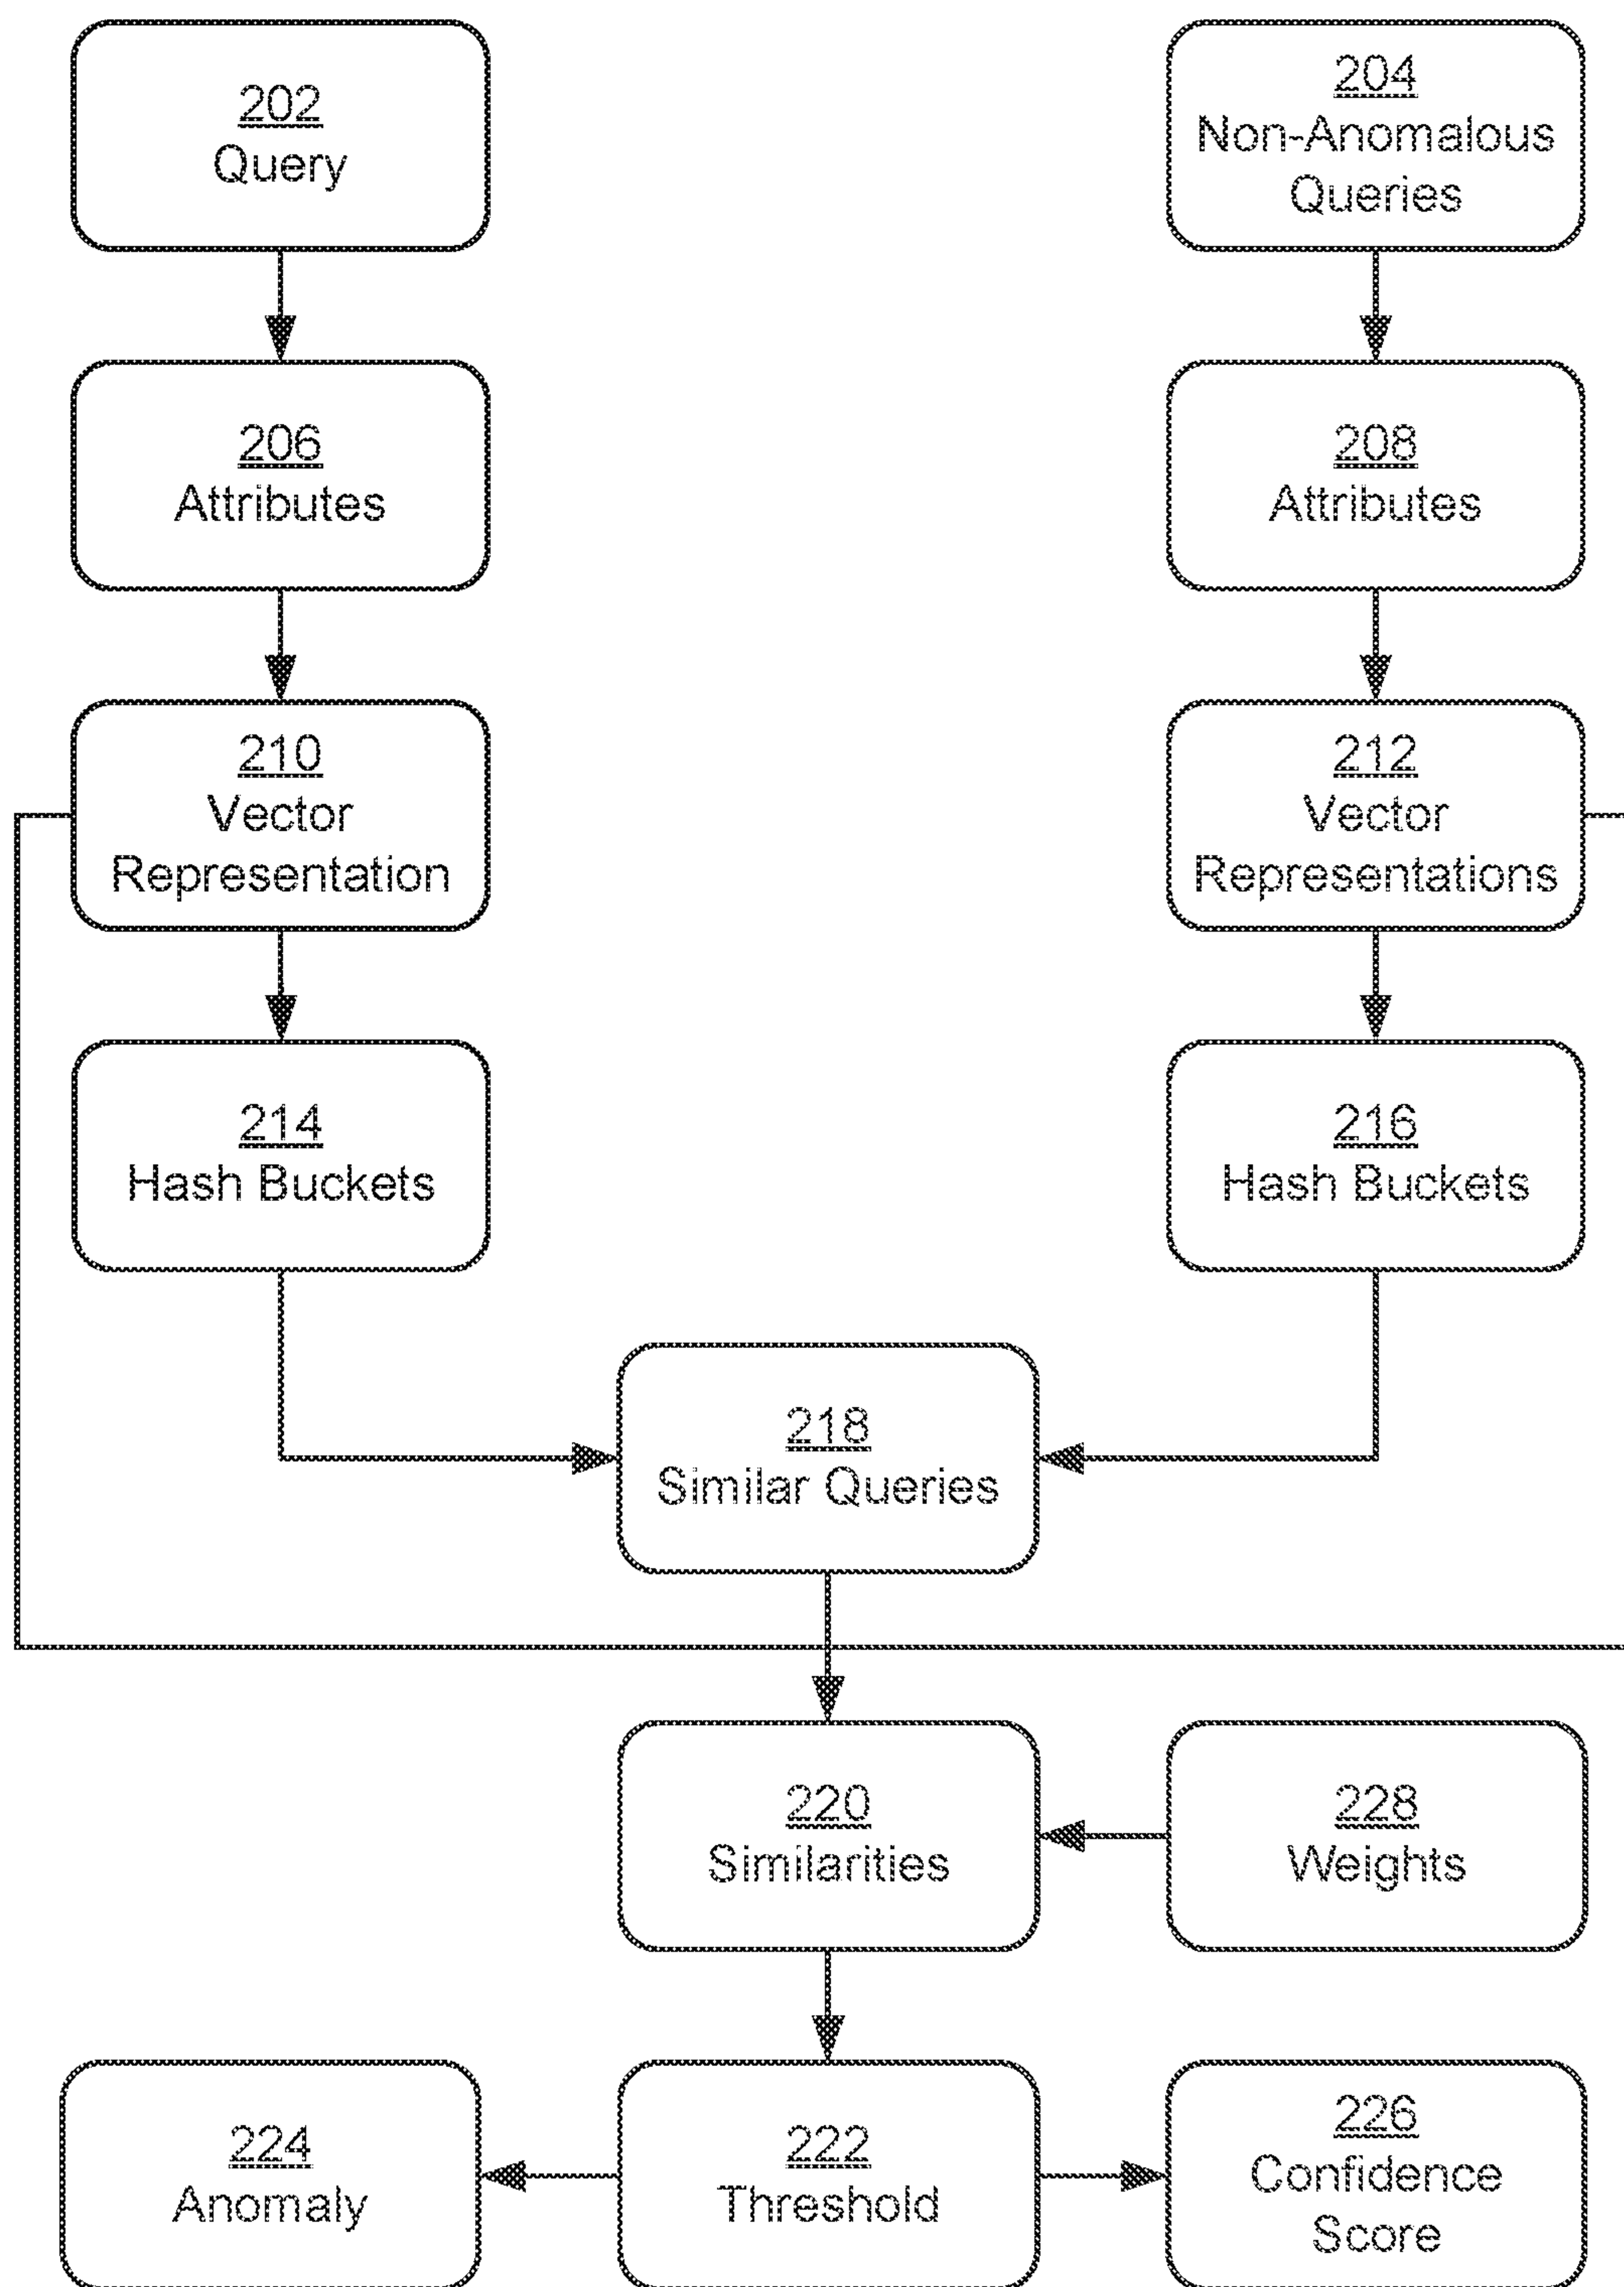 202
Query
204
Non-Anomalous
Queries
206
Attributes
208
Attributes
210
Vector
Representation
212
Vector
Representations
214
Hash Buckets
216
Hash Buckets
218
Similar Queries
220
Similarities
228
Weights
224
Anomaly
222
Threshold
226
Confidence
Score